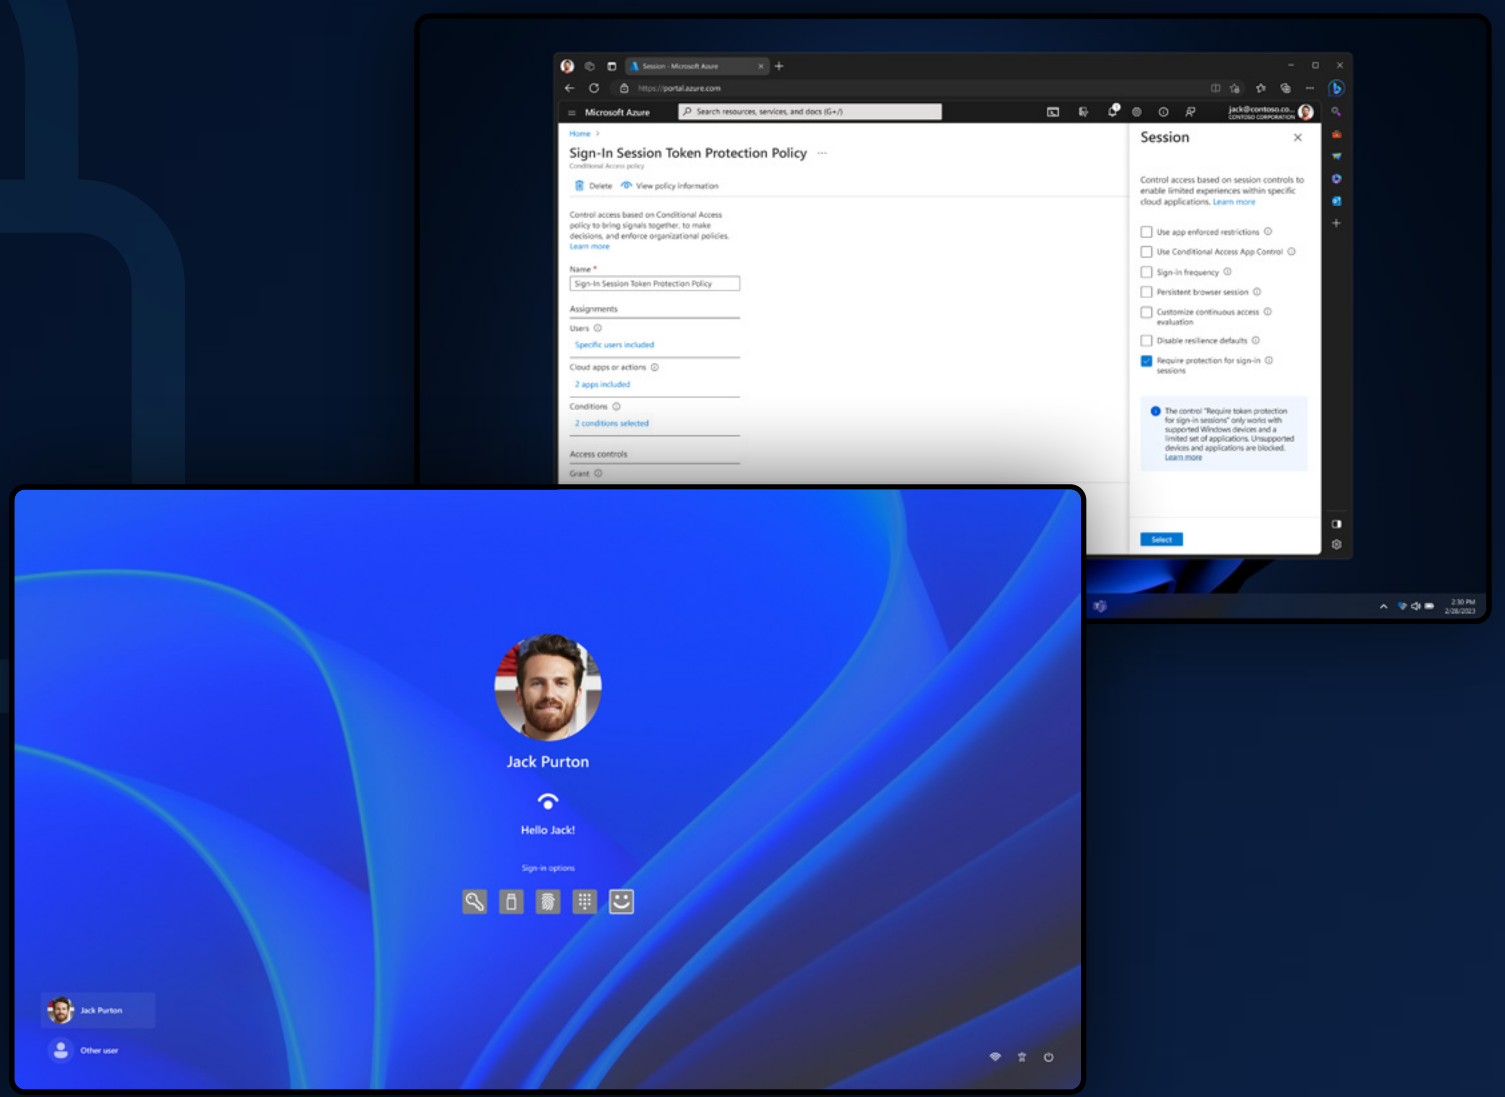 Session - Microsoft Azure
https://portal.azure.com
Microsoft Azure
Search resources, services, and docs (G+/)
jack@contoso.co...
CONTOSO CORPORATION
Home >
Sign-In Session Token Protection Policy ...
Conditional Access policy
Delete
View policy information
Control access based on Conditional Access
policy to bring signals together, to make
decisions, and enforce organizational policies.
Learn more
Name *
Sign-In Session Token Protection Policy
Assignments
Users
Specific users included
Cloud apps or actions
2 apps included
Conditions
2 conditions selected
Access controls
Grant
Session
Control access based on session controls to
enable limited experiences within specific
cloud applications. Learn more
Use app enforced restrictions
Use Conditional Access App Control
Sign-in frequency
Persistent browser session
Customize continuous access
evaluation
Disable resilience defaults
Require protection for sign-in
sessions
The control "Require token protection
for sign-in sessions" only works with
supported Windows devices and a
limited set of applications. Unsupported
devices and applications are blocked.
Learn more
Select
2:30 PM
2/28/2023
Jack Purton
Hello Jack!
Sign-in options
Jack Purton
Other user